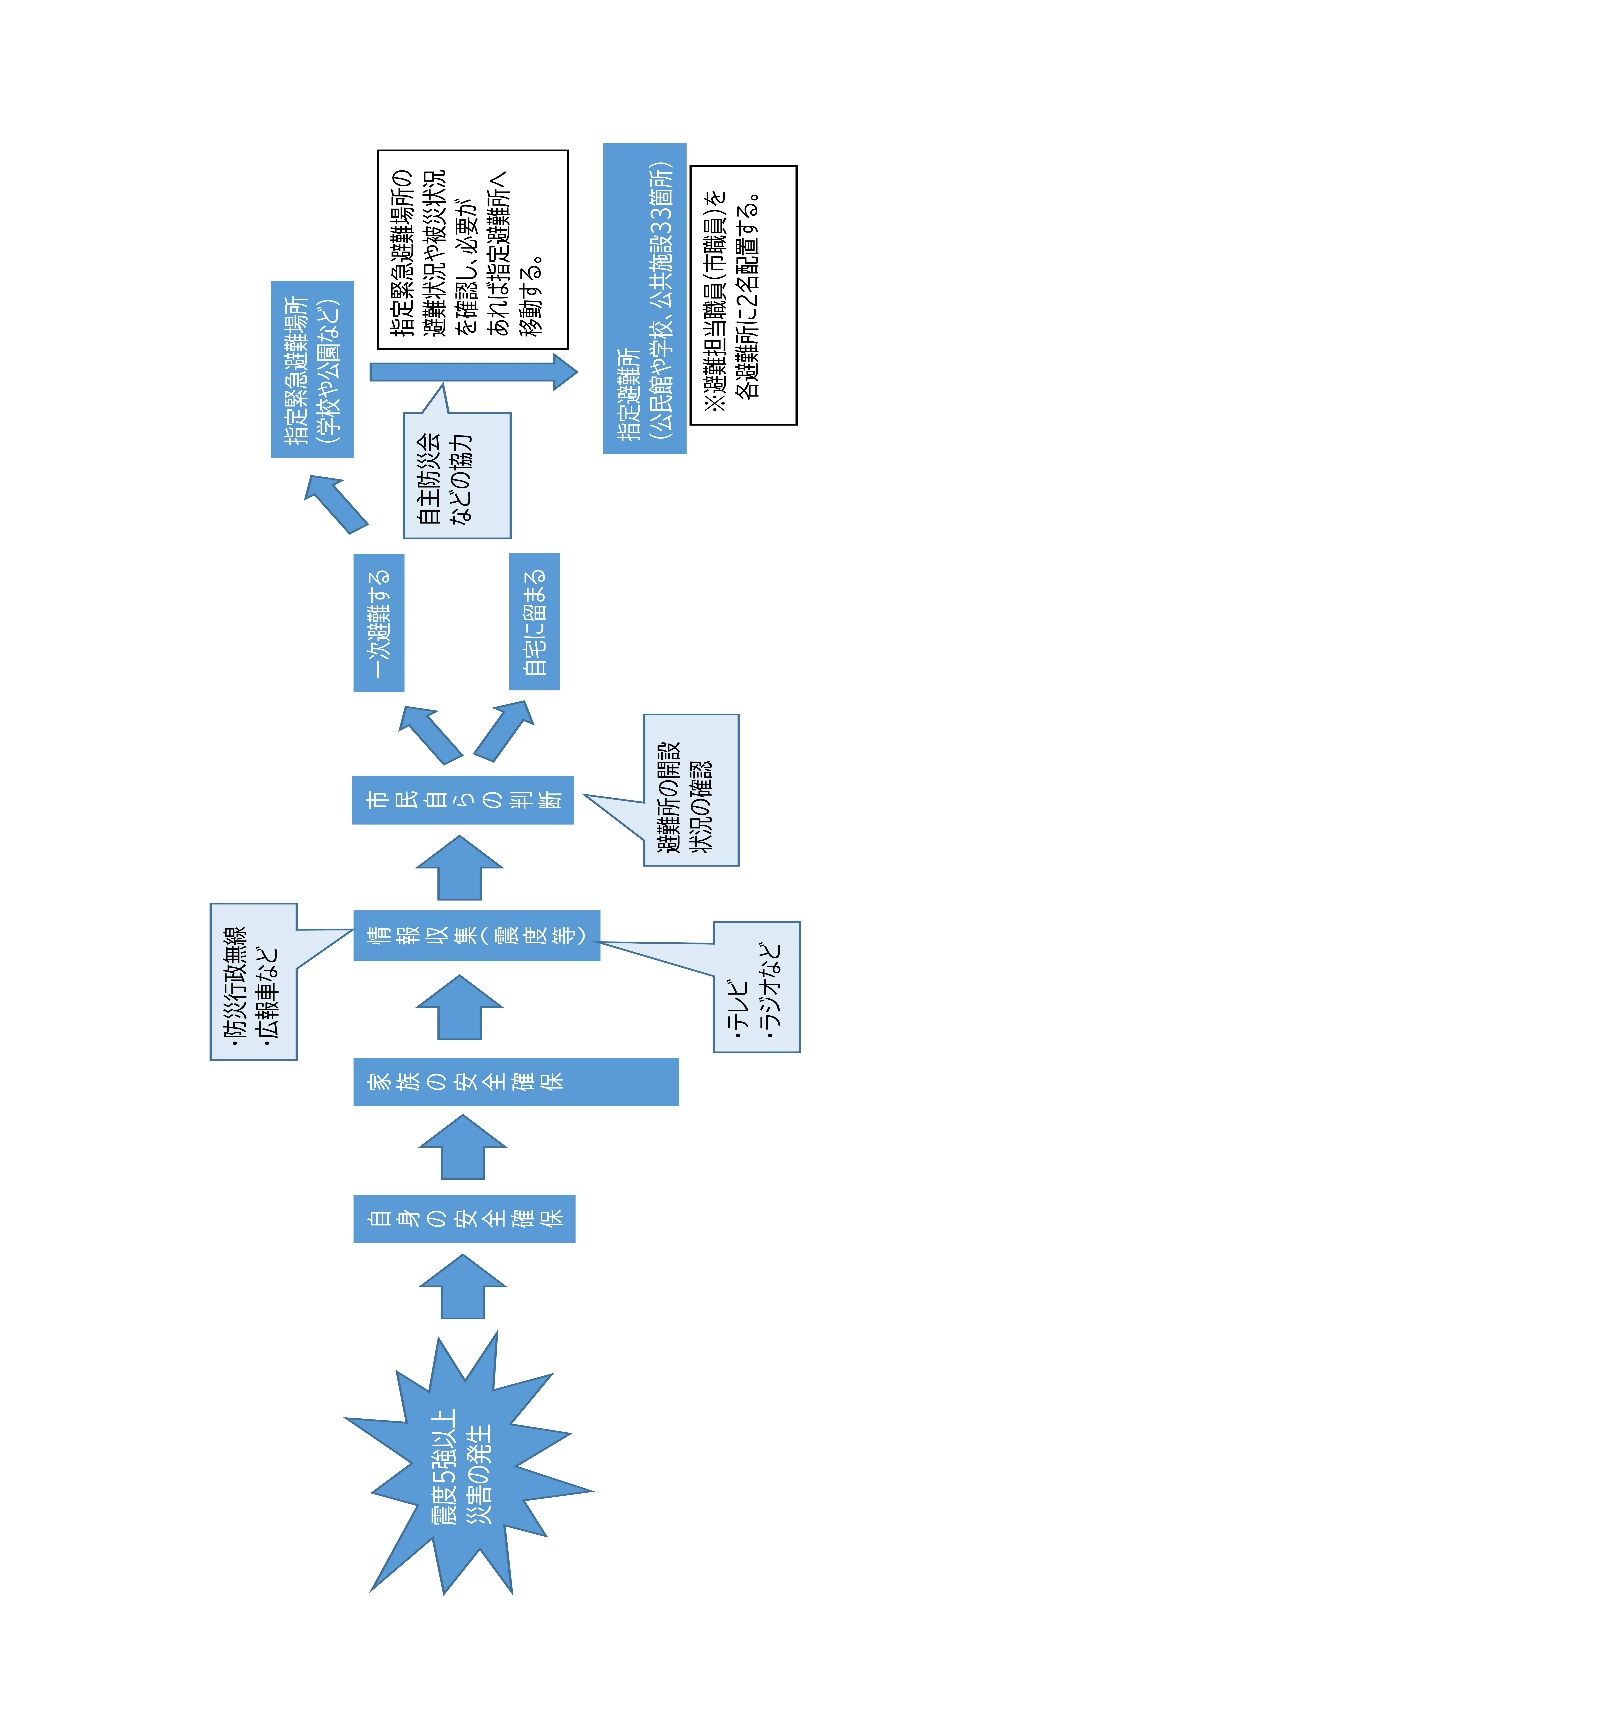 震度5強以上
災害の発生
自身の安全確保
家族の安全確保
・防災行政無線
・広報車など
情報収集（震度等）
・テレビ
・ラジオなど
市民自らの判断
避難所の開設
状況の確認
一次避難する
自宅に留まる
指定緊急避難場所
（学校や公園など）
自主防災会
などの協力
指定緊急避難場所の
避難状況や被災状況
を確認し、必要が
あれば指定避難所へ
移動する。
指定避難所
（公民館や学校、公共施設33箇所）
※避難担当職員（市職員）を
各避難所に2名配置する。